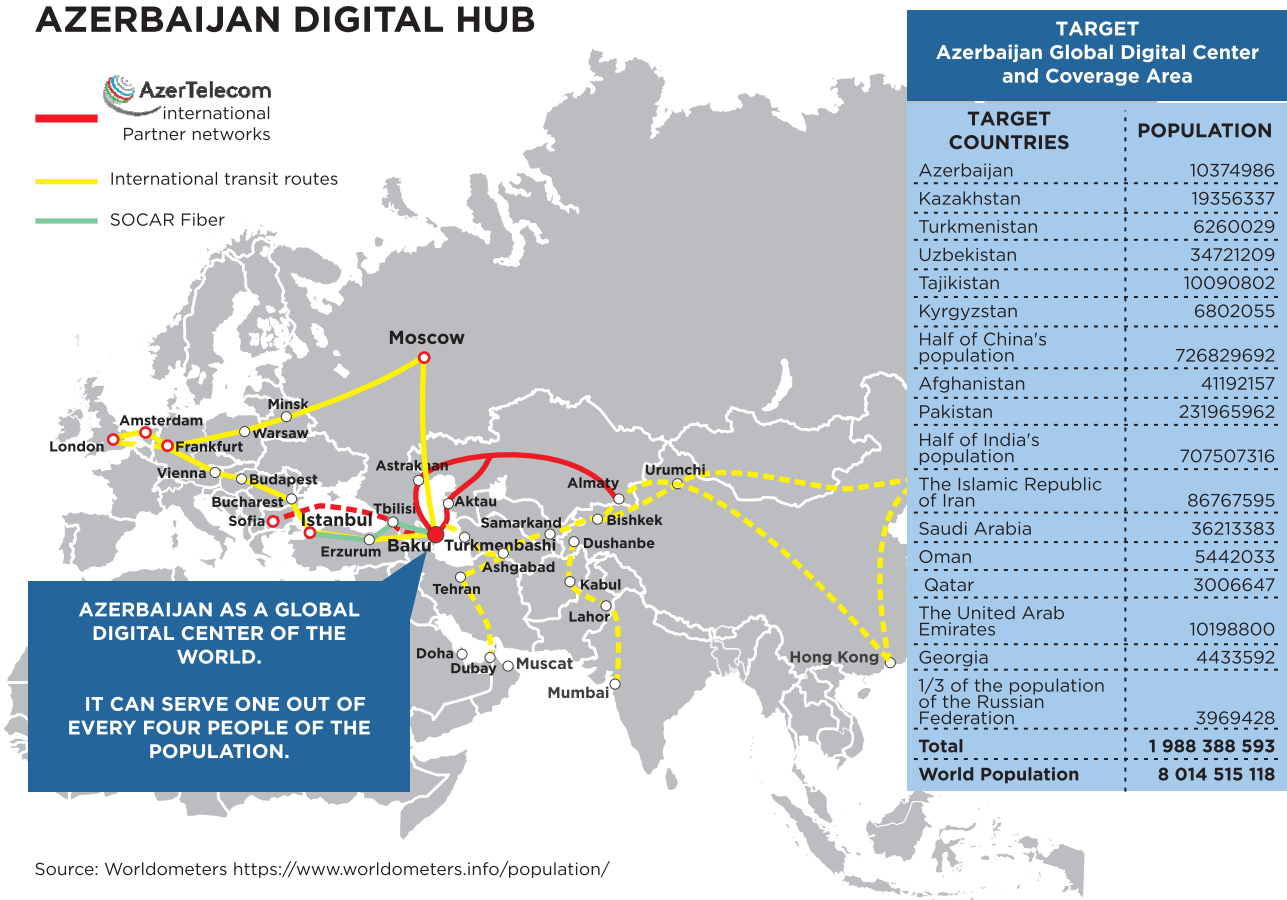 AZERBAIJAN DIGITAL HUB
AzerTelecom
international
Partner networks
International transit routes
SOCAR Fiber
Moscow
Minsk
Amsterdam
Warsaw
London
Frankfurt
Astrakhan
Urumchi
Vienna
Budapest
Almaty
Bucharest
Aktau
Tbilisi
Sofia
Istanbul
Samarkand
Bishkek
Erzurum
Baku
Turkmenbashi
Dushanbe
Ashgabad
Tehran
Kabul
Lahor
Doha
Dubay
Muscat
Hong Kong
Mumbai
AZERBAIJAN AS A GLOBAL
DIGITAL CENTER OF THE
WORLD.
IT CAN SERVE ONE OUT OF
EVERY FOUR PEOPLE OF THE
POPULATION.
TARGET
Azerbaijan Global Digital Center
and Coverage Area
TARGET
COUNTRIES
POPULATION
Azerbaijan 10374986
Kazakhstan 19356337
Turkmenistan 6260029
Uzbekistan 34721209
Tajikistan 10090802
Kyrgyzstan 6802055
Half of China's
population 726829692
Afghanistan 41192157
Pakistan 231965962
Half of India's
population 707507316
The Islamic Republic
of Iran 86767595
Saudi Arabia 36213383
Oman 5442033
Qatar 3006647
The United Arab
Emirates 10198800
Georgia 4433592
1/3 of the population
of the Russian
Federation 3969428
Total 1 988 388 593
World Population 8 014 515 118
Source: Worldometers https://www.worldometers.info/population/